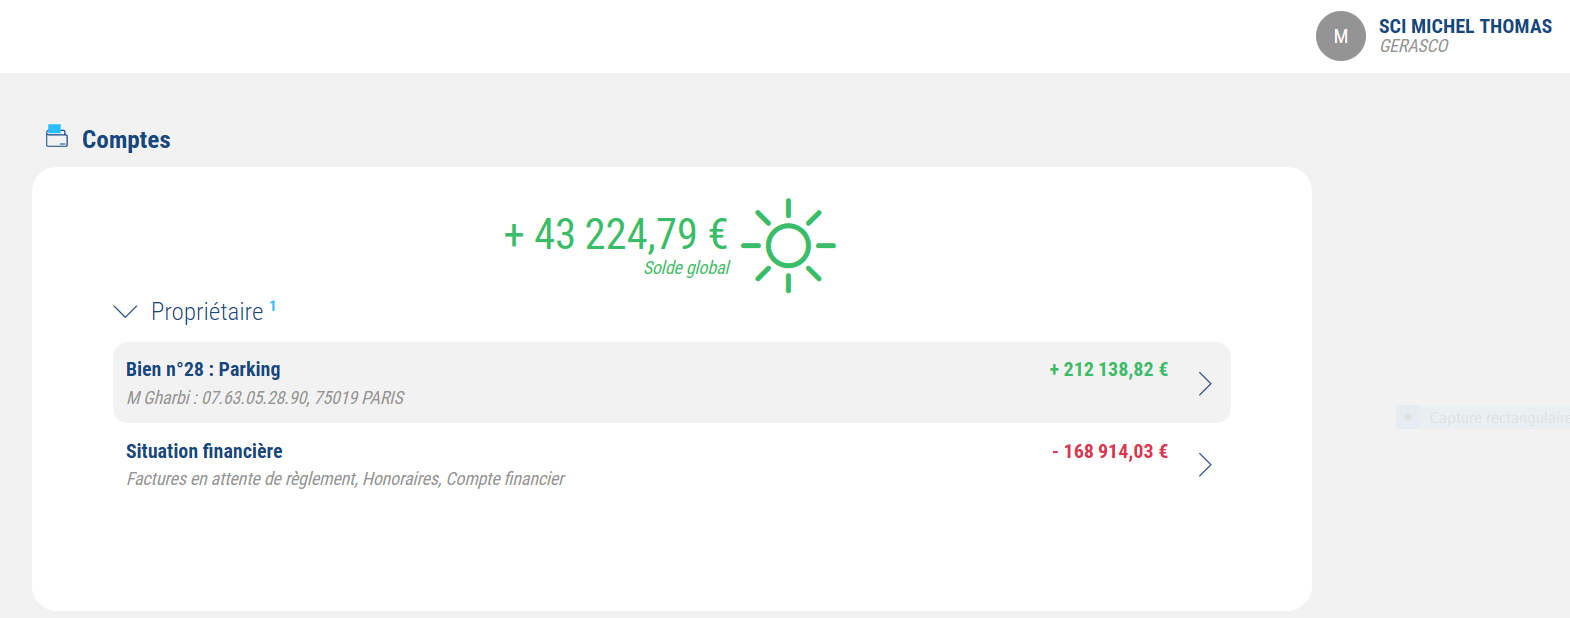 M
SCI MICHEL THOMAS
GERASCO
Comptes
+ 43 224,79 €
Solde global
Propriétaire 1
Bien n°28 : Parking
+ 212 138,82 €
M Gharbi : 07.63.05.28.90, 75019 PARIS
Capture rectangulaire
Situation financière
- 168 914,03 €
Factures en attente de règlement, Honoraires, Compte financier